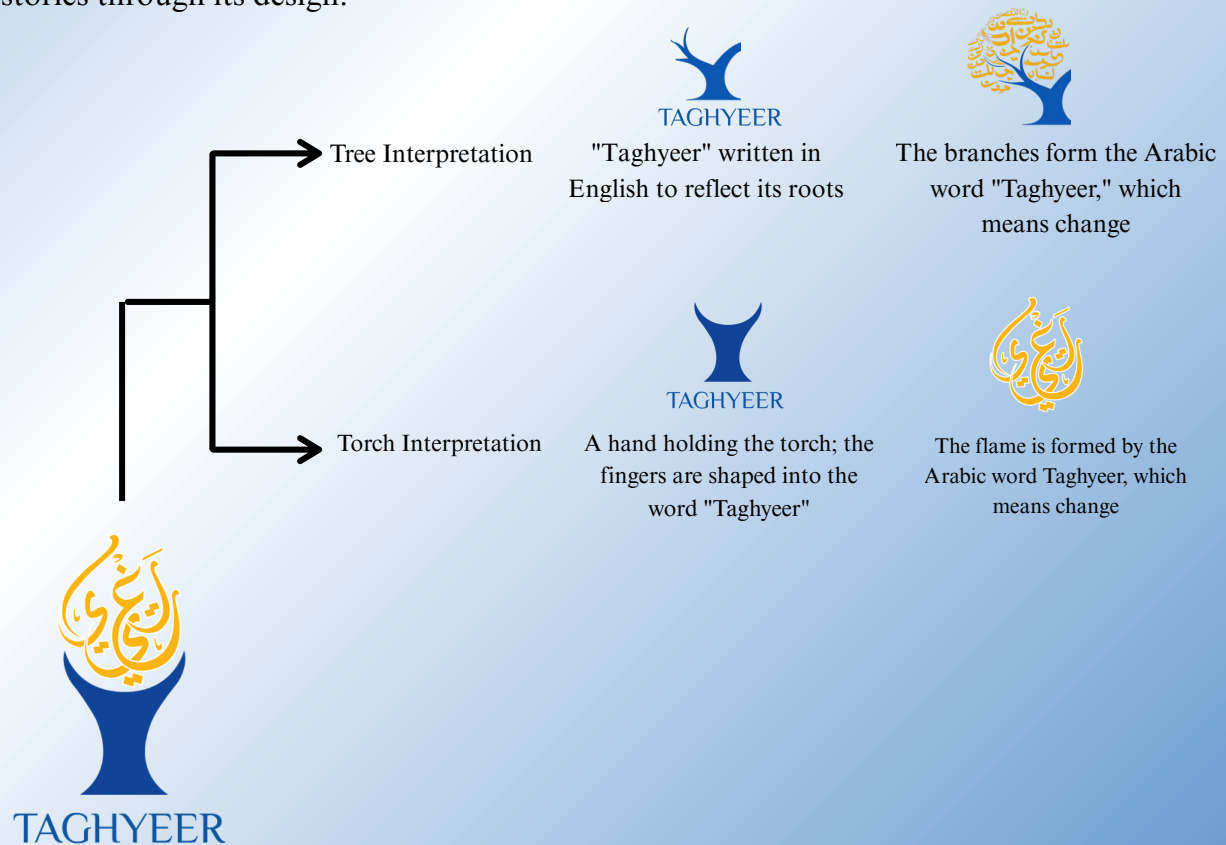 stories through its design.
TAGHYEER
Tree Interpretation
"Taghyeer" written in
English to reflect its roots
The branches form the Arabic
word "Taghyeer," which
means change
TAGHYEER
Torch Interpretation
A hand holding the torch; the
fingers are shaped into the
word "Taghyeer"
The flame is formed by the
Arabic word Taghyeer, which
means change
TAGHYEER